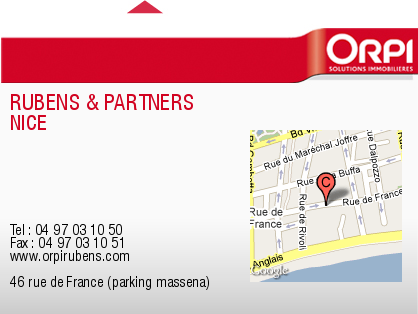 ORPI
SOLUTIONS IMMOBILIÈRES
RUBENS & PARTNERS
NICE
Rue du Maréchal Joffre
Rue Dalpozzo
Buffa
C
Rue de France
Rue de France
Rue de Rivoli
Anglais
Google
Tel : 04 97 03 10 50
Fax : 04 97 03 10 51
www.orpirubens.com
46 rue de France (parking massena)